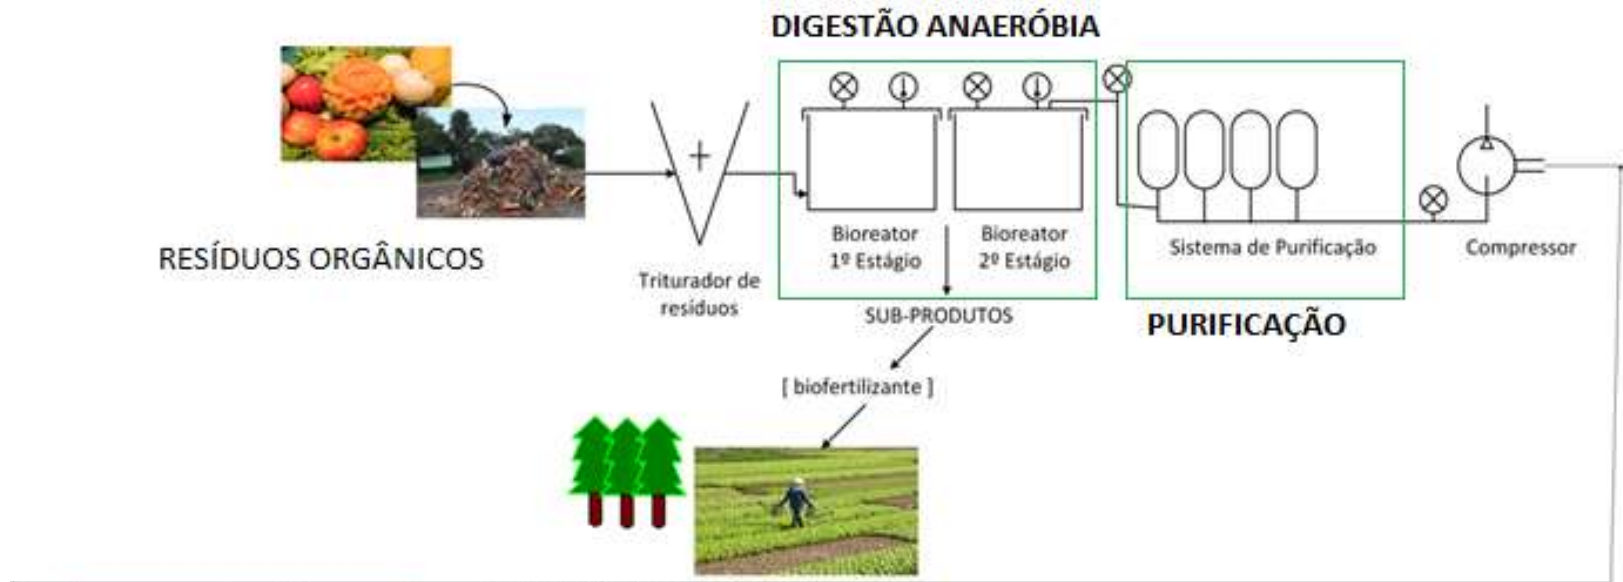 DIGESTÃO ANAERÓBIA
RESÍDUOS ORGÂNICOS
Triturador de
resíduos
Bioreator
1º Estágio
Bioreator
2º Estágio
SUB-PRODUTOS
[ biofertilizante ]
Sistema de Purificação
PURIFICAÇÃO
Compressor